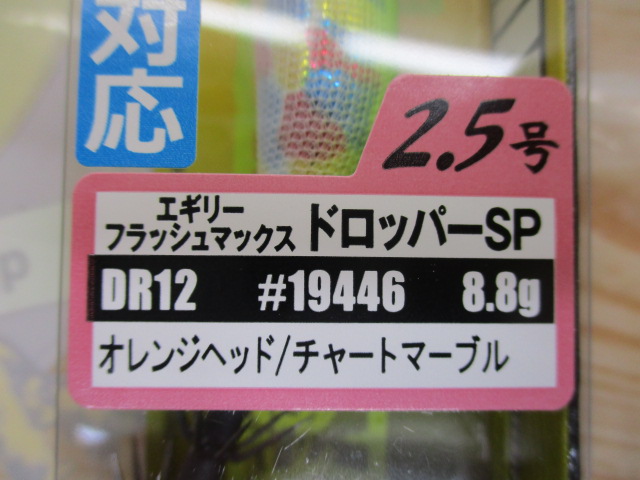 対応
2.5号
エギリー
フラッシュマックス ドロッパーSP
DR12 #19446 8.8g
オレンジヘッド/チャートマーブル